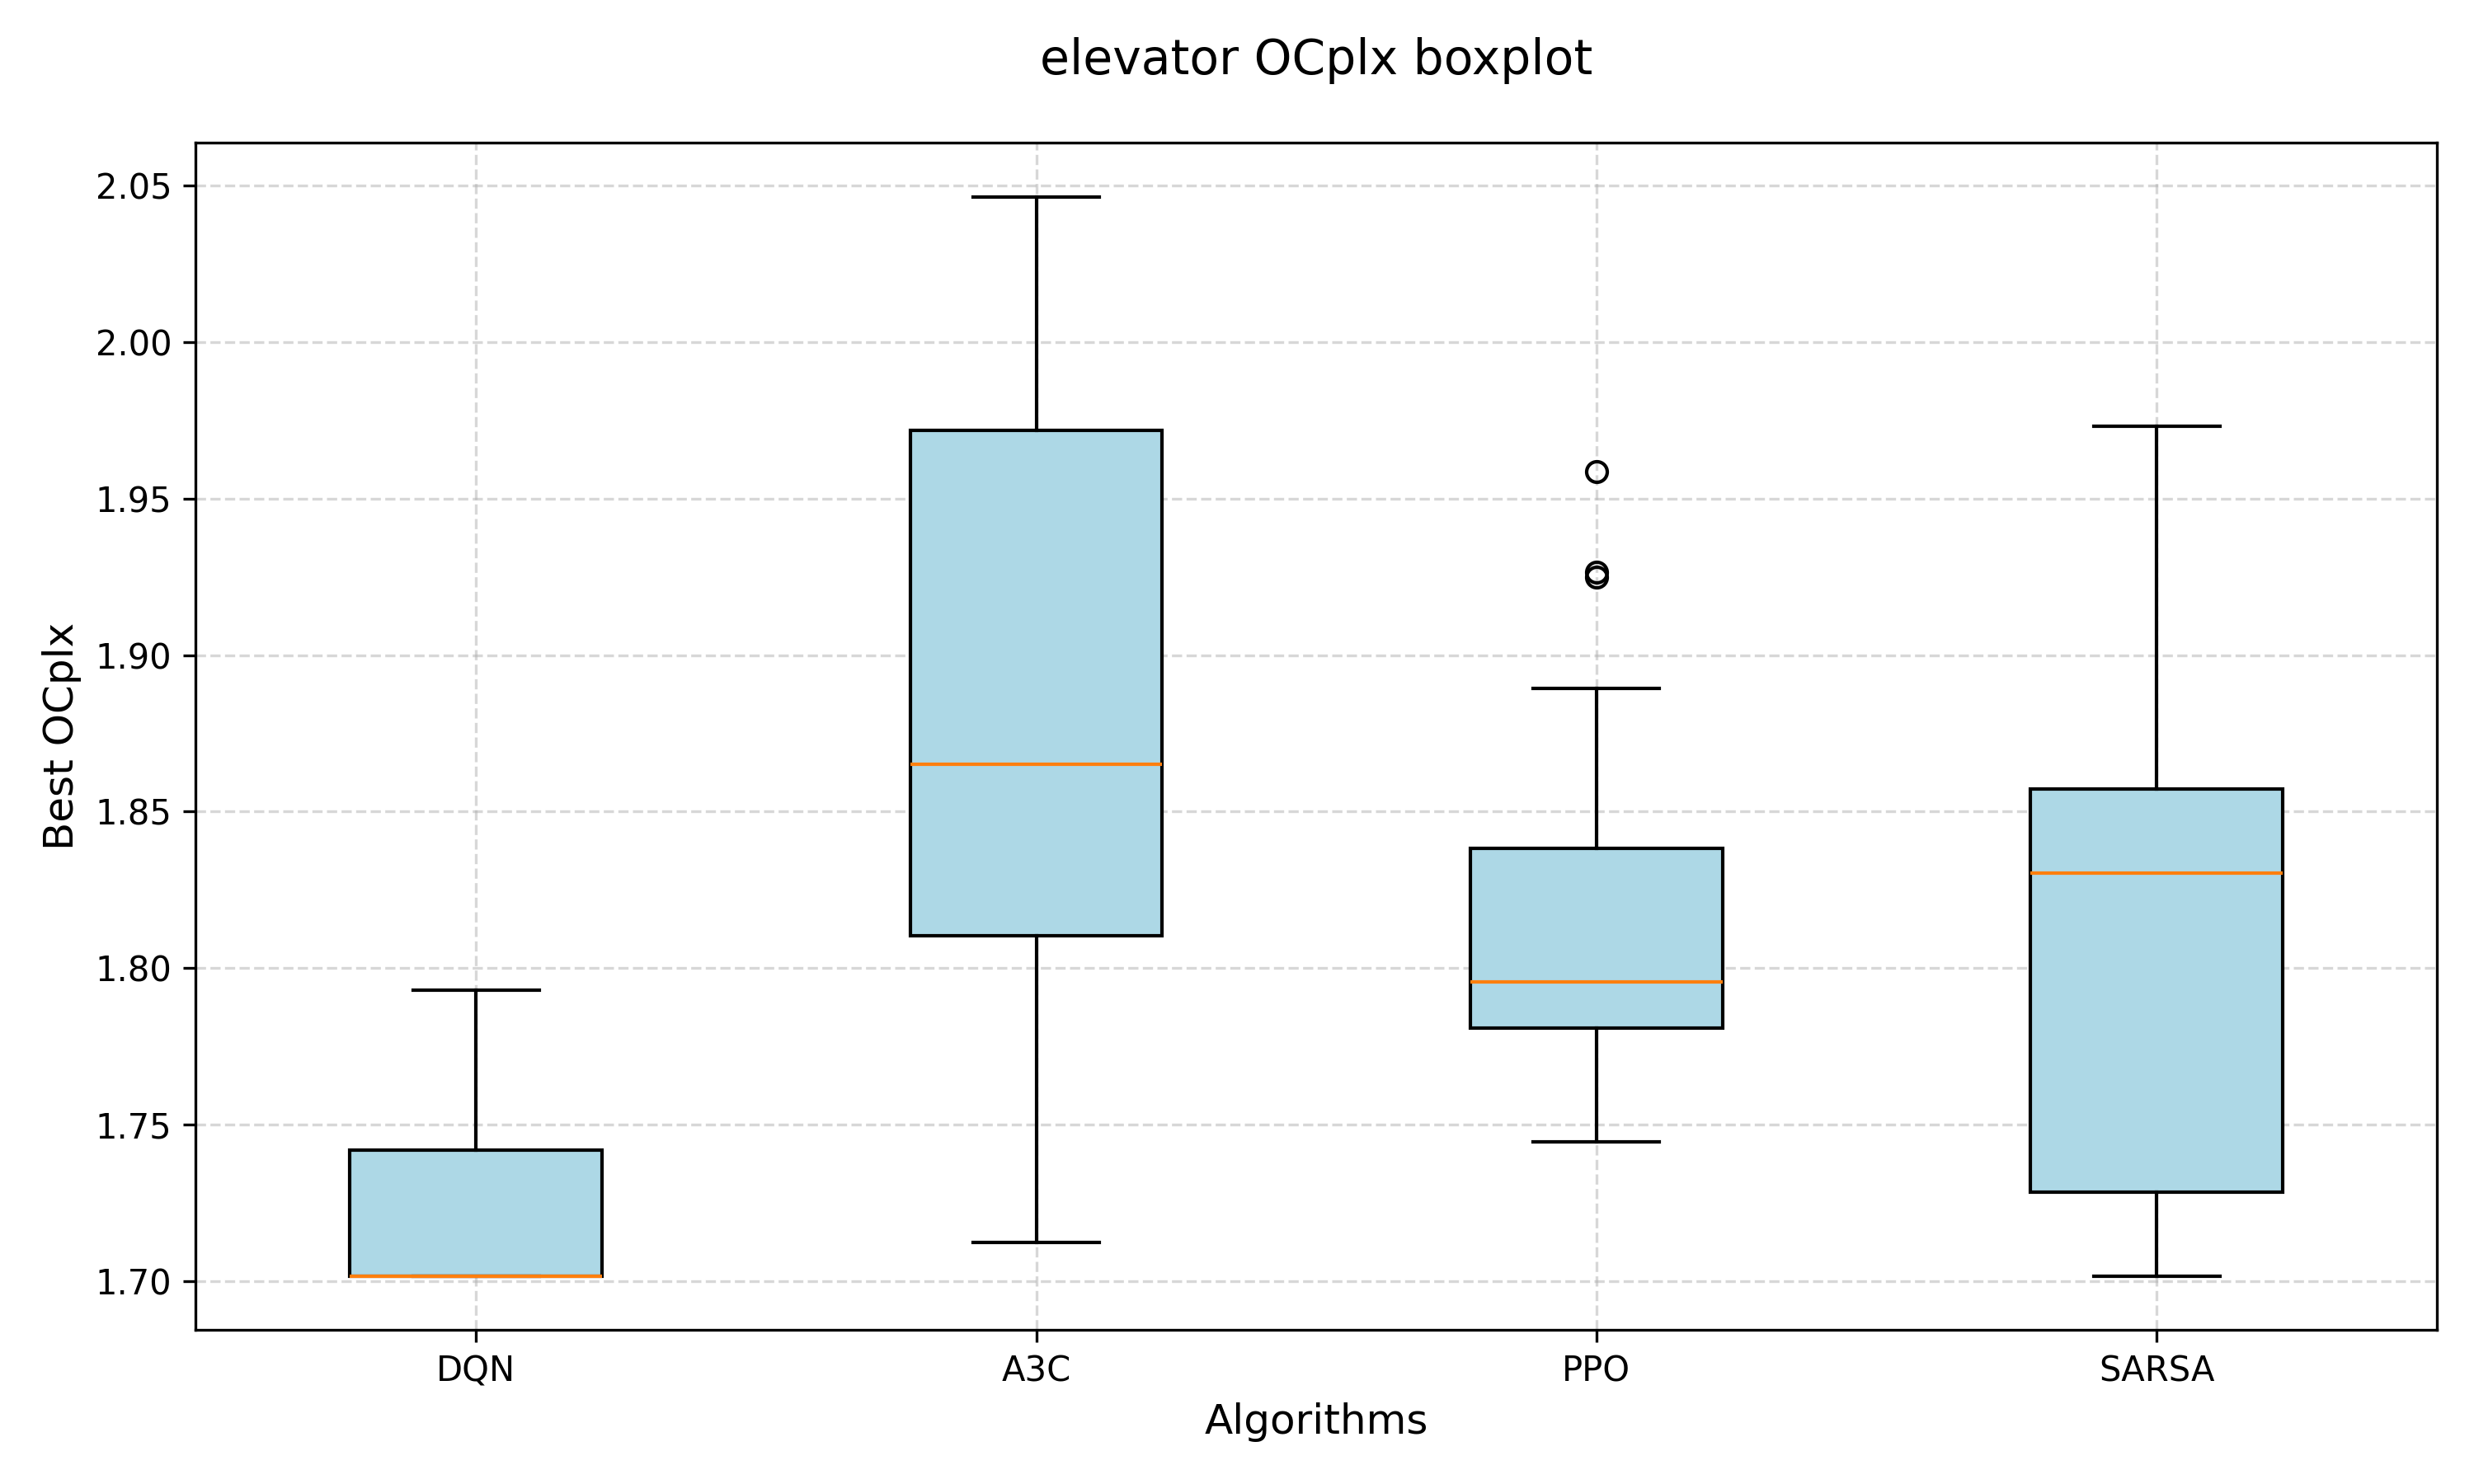 elevator OCplx boxplot
Best OCplx
2.05
2.00
1.95
1.90
1.85
1.80
1.75
1.70
DQN A3C PPO SARSA
Algorithms